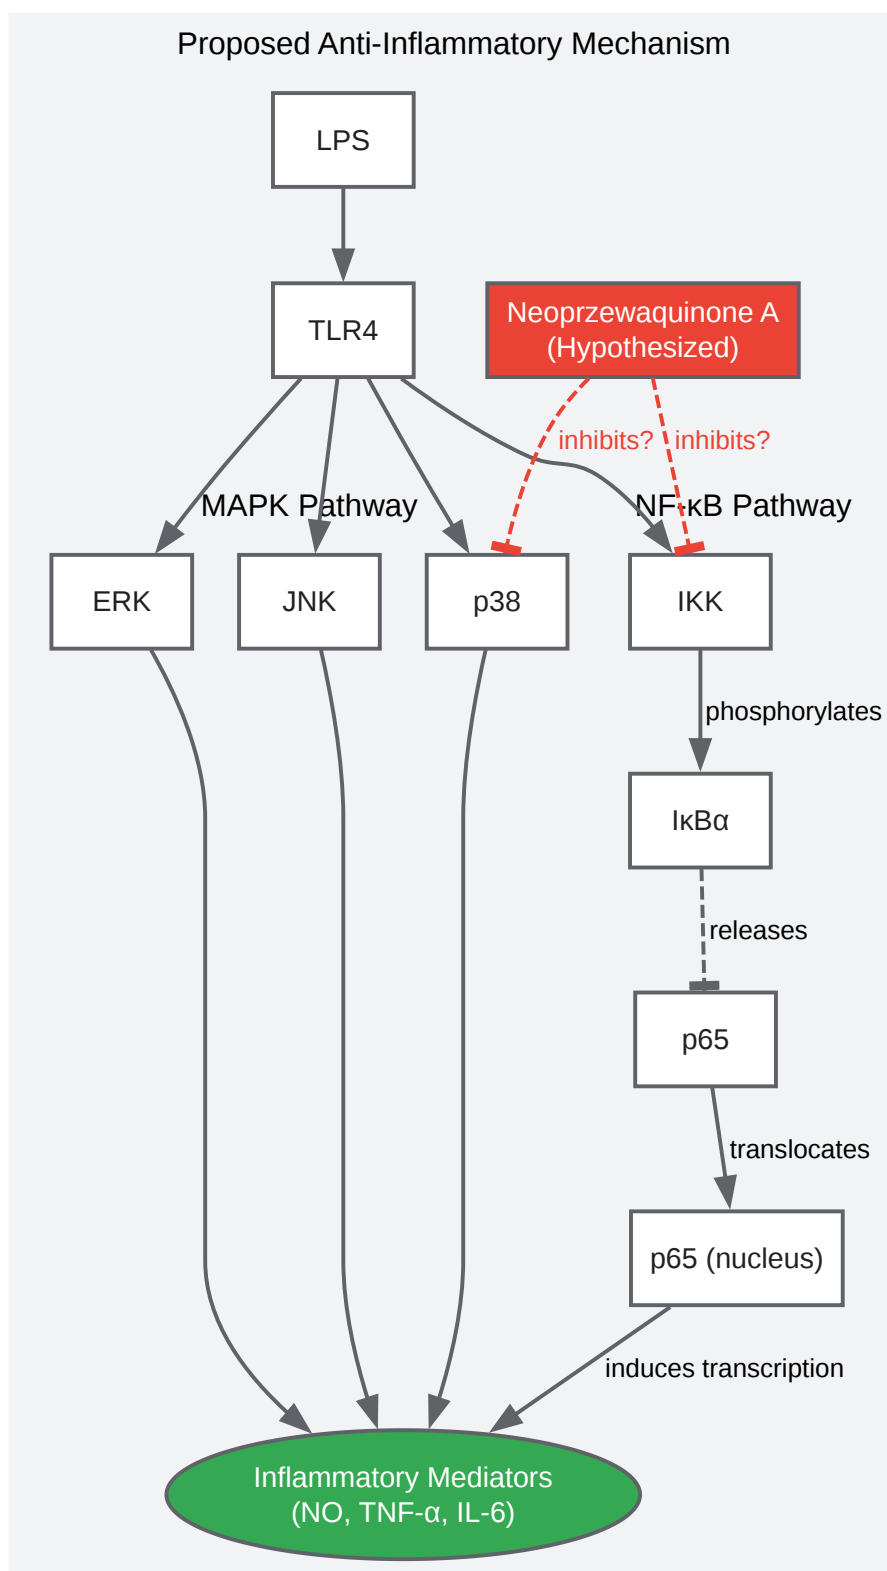 Proposed Anti-Inflammatory Mechanism
LPS
TLR4
Neoprzewaquinone A
(Hypothesized)
inhibits?
inhibits?
MAPK Pathway
NF-κB Pathway
ERK
JNK
p38
IKK
phosphorylates
IκBα
releases
p65
translocates
p65 (nucleus)
induces transcription
Inflammatory Mediators
(NO, TNF-α, IL-6)